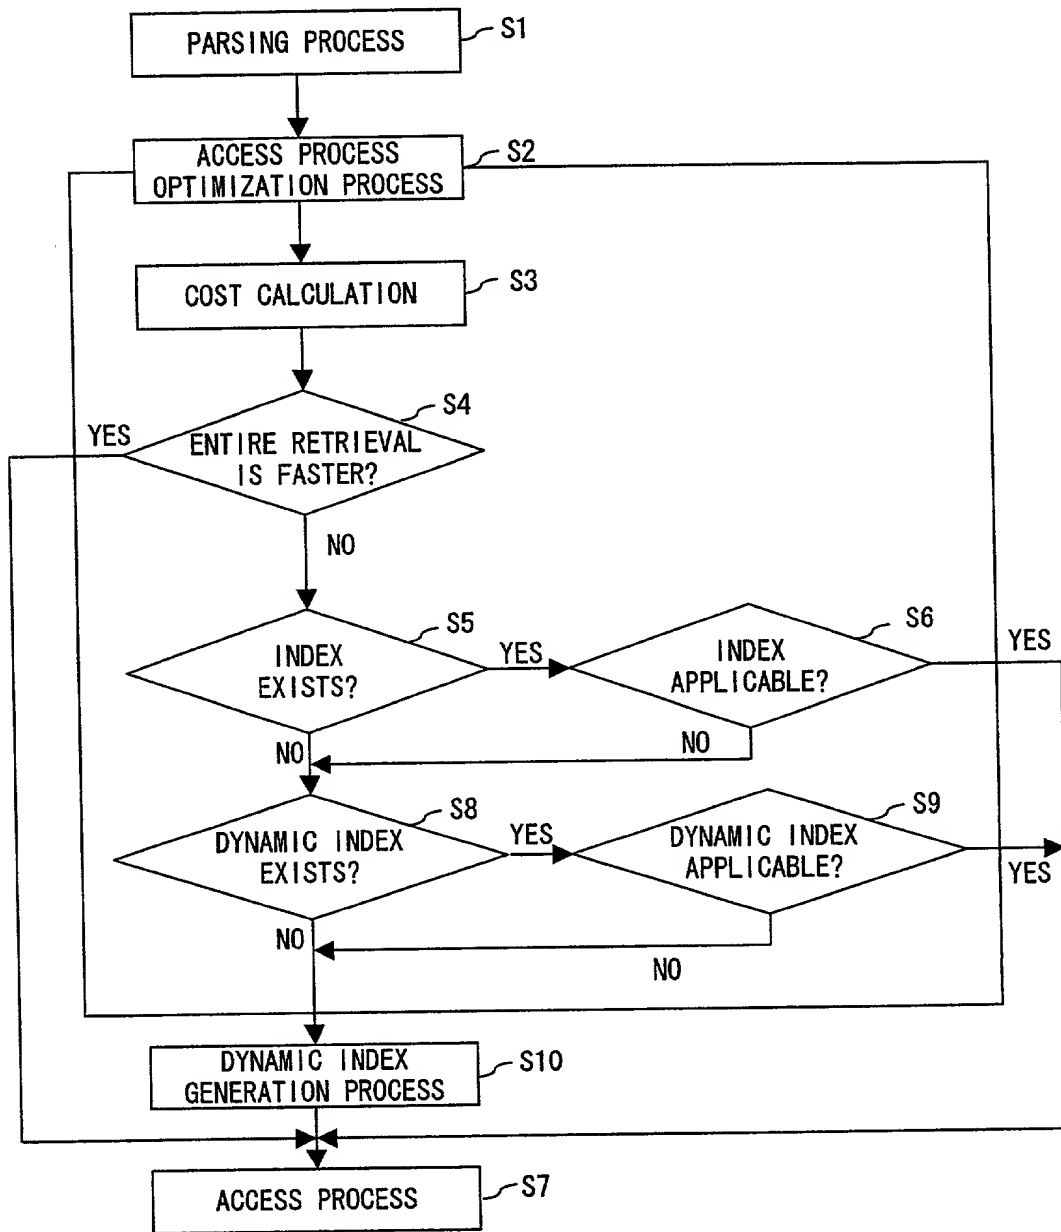 PARSING PROCESS
S1
ACCESS PROCESS
OPTIMIZATION PROCESS
S2
COST CALCULATION
S3
ENTIRE RETRIEVAL
IS FASTER?
S4
YES
NO
INDEX
EXISTS?
S5
YES
INDEX
APPLICABLE?
S6
YES
NO
NO
DYNAMIC INDEX
EXISTS?
S8
YES
DYNAMIC INDEX
APPLICABLE?
S9
YES
NO
NO
DYNAMIC INDEX
GENERATION PROCESS
S10
ACCESS PROCESS
S7